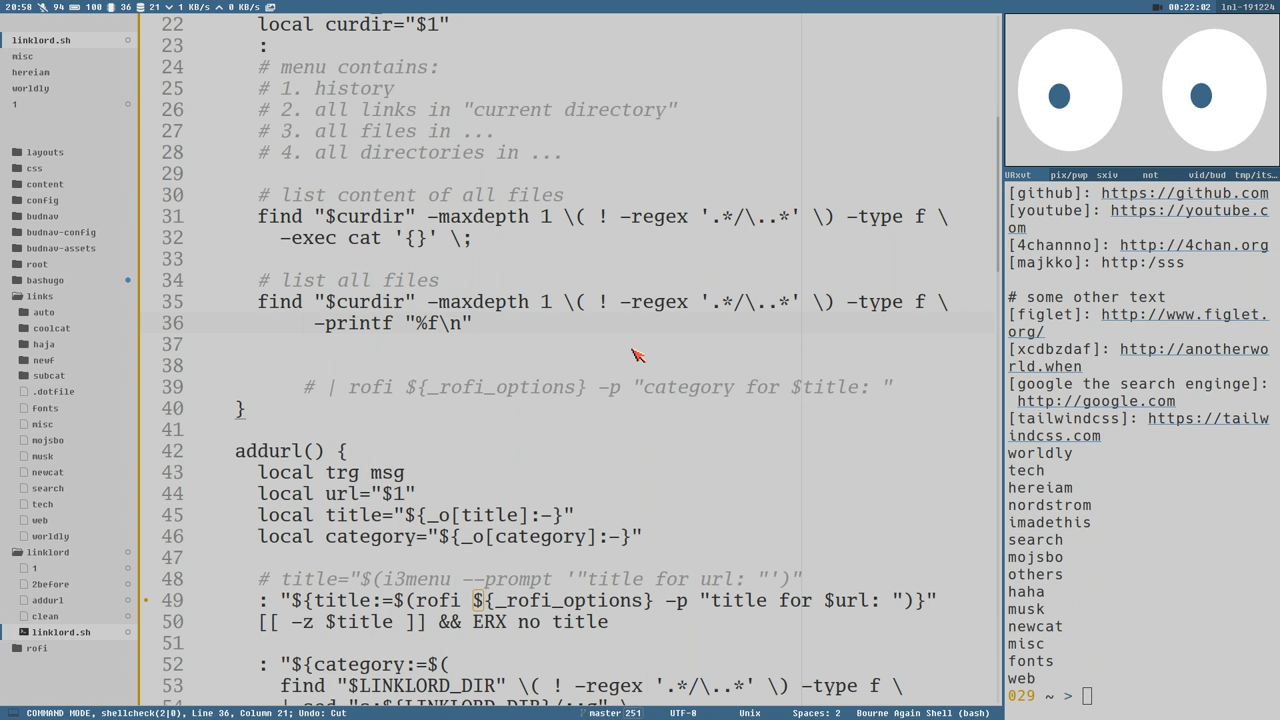 20:58 94 100 36 21 1 KB/s 0 KB/s
00:22:02 lnl-191224
linklord.sh
misc
hereiam
worldly
1
layouts
css
content
config
budnav
budnav-config
budnav-assets
root
bashugo
links
auto
coolcat
haja
newf
subcat
.dotfile
fonts
misc
mojsbo
musk
newcat
search
tech
web
worldly
linklord
1
2before
addurl
clean
linklord.sh
rofi
22 local curdir="$1"
23 :
24 # menu contains:
25 # 1. history
26 # 2. all links in "current directory"
27 # 3. all files in ...
28 # 4. all directories in ...
29
30 # list content of all files
31 find "$curdir" -maxdepth 1 \( ! -regex '.*/\..*' \) -type f \
32 -exec cat '{}' \;
33
34 # list all files
35 find "$curdir" -maxdepth 1 \( ! -regex '.*/\..*' \) -type f \
36 -printf "%f\n"
37
38
39 # | rofi ${_rofi_options} -p "category for $title: "
40 }
41
42 addurl() {
43 local trg msg
44 local url="$1"
45 local title="${_o[title]:-}"
46 local category="${_o[category]:-}"
47
48 # title="$(i3menu --prompt '"title for url: "')"
49 : "${title:=$(rofi ${_rofi_options} -p "title for $url: ")}"
50 [[ -z $title ]] && ERX no title
51
52 : "${category:=$(
53 find "$LINKLORD_DIR" \( ! -regex '.*/\..*' \) -type f \
URxvt pix/pwp sxiv not vid/bud tmp/its...
[github]: https://github.com
[youtube]: https://youtube.c
om
[4channno]: http://4chan.org
[majkko]: http:/sss
# some other text
[figlet]: http://www.figlet.
org/
[xcdbzdaf]: http://anotherwo
rld.when
[google the search enginge]:
http://google.com
[tailwindcss]: https://tailw
indcss.com
worldly
tech
hereiam
nordstrom
imadethis
search
mojsbo
others
haha
musk
newcat
misc
fonts
web
029 ~ >
COMMAND MODE, shellcheck(2|0), Line 36, Column 21; Undo: Cut
master 251 UTF-8 Unix Spaces: 2 Bourne Again Shell (bash)